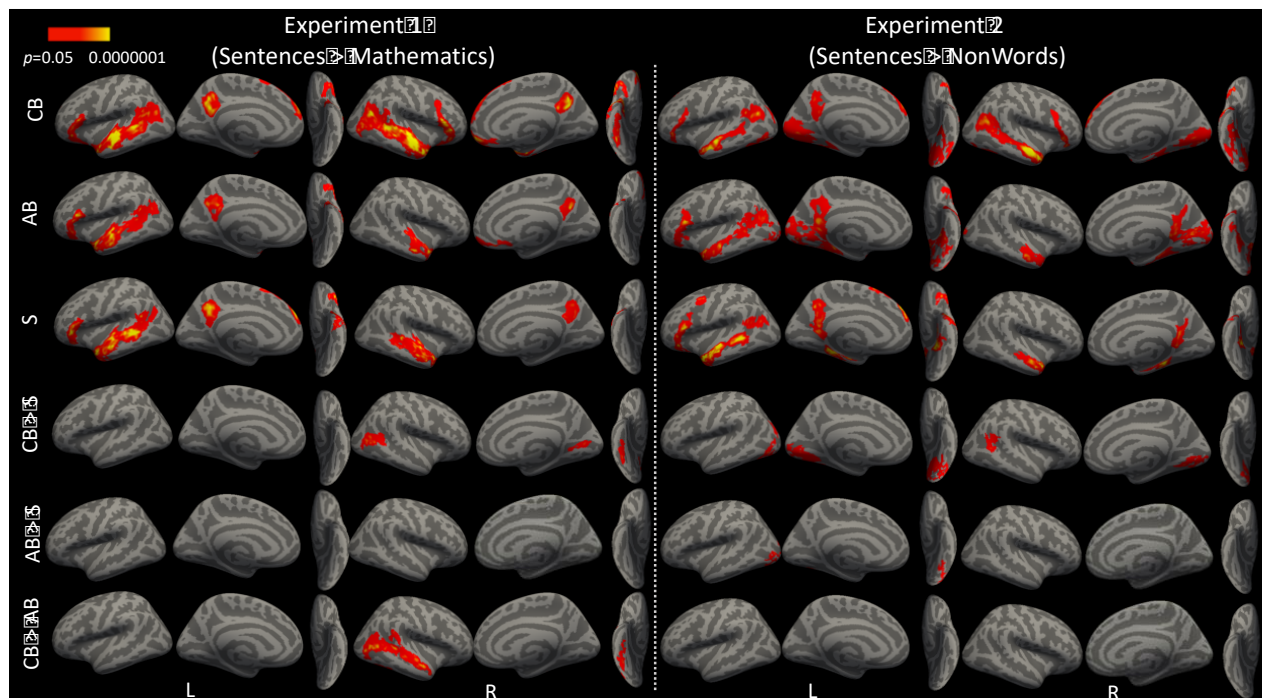 Experiment 1
(Sentences > Mathematics)
Experiment 2
(Sentences > NonWords)
p=0.05 0.0000001
CB
AB
S
CB > S
AB > S
CB > AB
L R L R